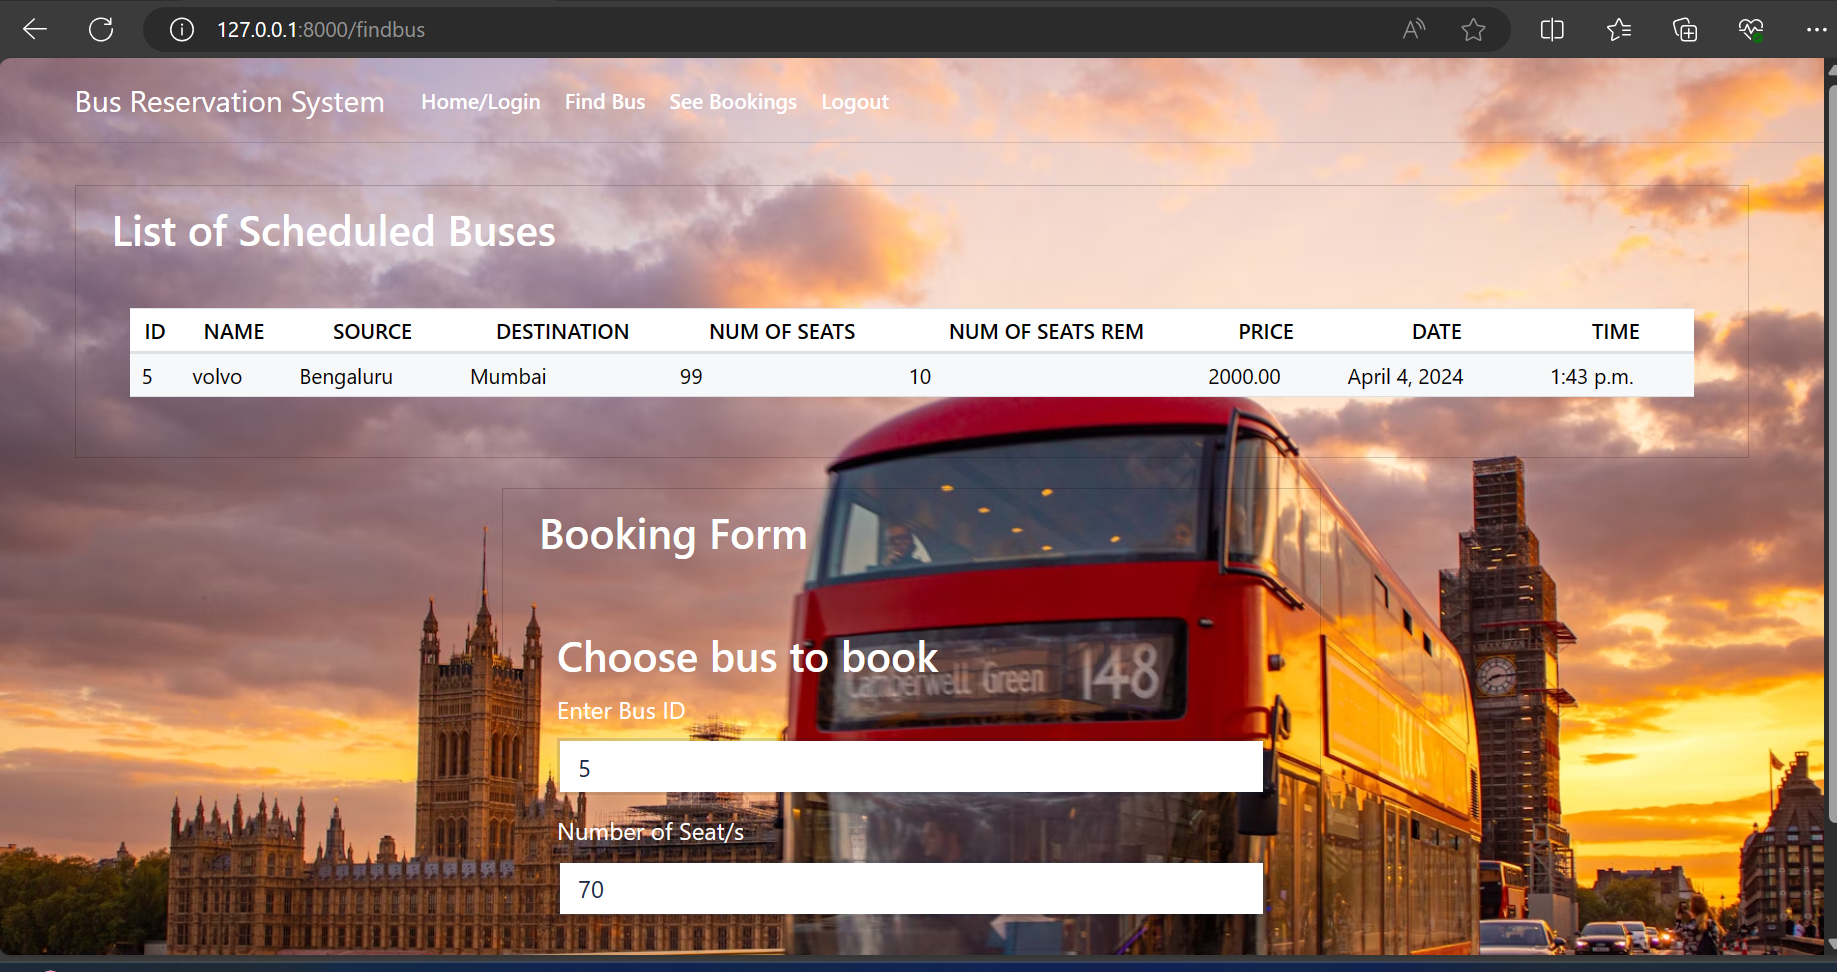 127.0.0.1:8000/findbus
Bus Reservation System Home/Login Find Bus See Bookings Logout
List of Scheduled Buses
ID NAME SOURCE DESTINATION NUM OF SEATS NUM OF SEATS REM PRICE DATE TIME
5 volvo Bengaluru Mumbai 99 10 2000.00 April 4, 2024 1:43 p.m.
Booking Form
Choose bus to book
Camberwell Green 148
Enter Bus ID
5
Number of Seat/s
70